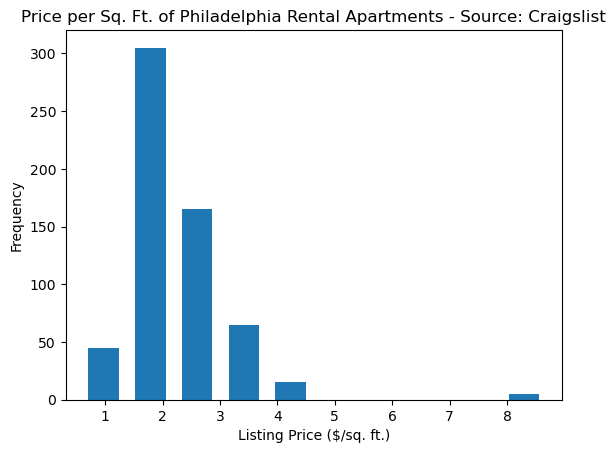 Price per Sq. Ft. of Philadelphia Rental Apartments - Source: Craigslist
300
250
200
150
100
50
0
Frequency
1 2 3 4 5 6 7 8
Listing Price ($/sq. ft.)